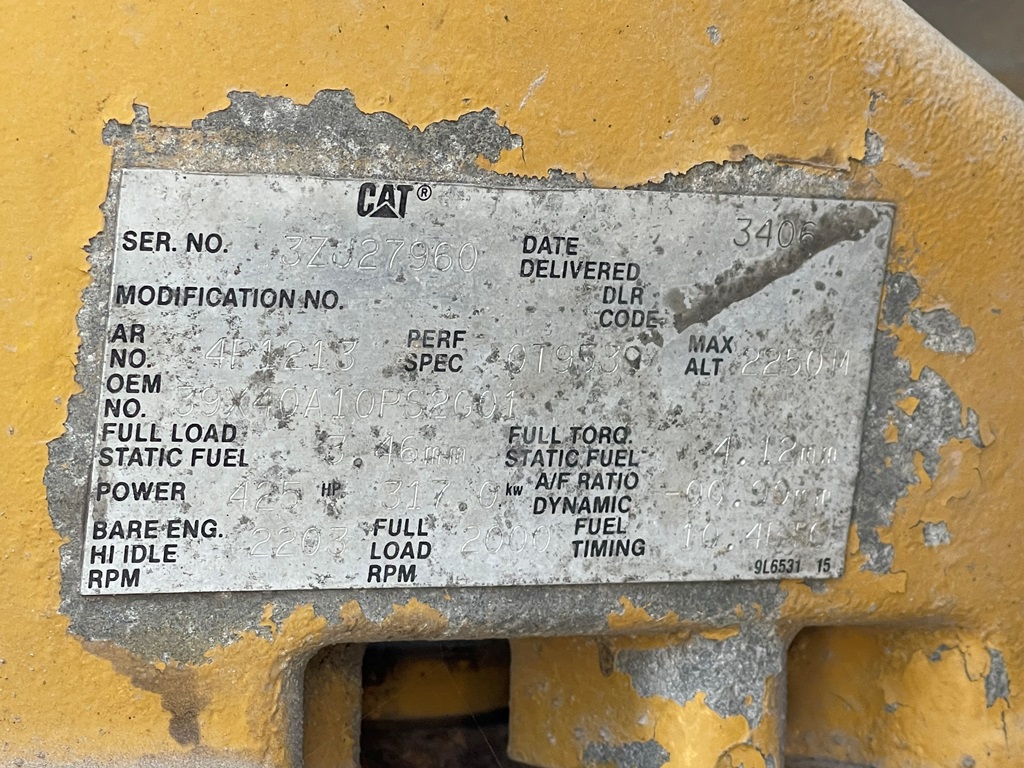 CAT®
SER. NO. 3ZJ27960 DATE DELIVERED 3406
DLR CODE
MODIFICATION NO.
AR NO. 4P1213 PERF SPEC 0T9539 MAX ALT 2250M
OEM NO. 39X40A10PS2G01
FULL LOAD STATIC FUEL 3.46mm FULL TORQ. STATIC FUEL 4.12mm
POWER 425 HP 317.0 kw A/F RATIO DYNAMIC
BARE ENG. HI IDLE RPM 2203 FULL LOAD RPM 2000 FUEL TIMING
9L6531 15